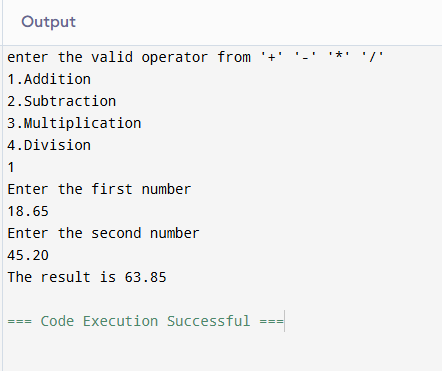 Output
enter the valid operator from '+' '-' '*' '/'
1.Addition
2.Subtraction
3.Multiplication
4.Division
1
Enter the first number
18.65
Enter the second number
45.20
The result is 63.85
=== Code Execution Successful ===